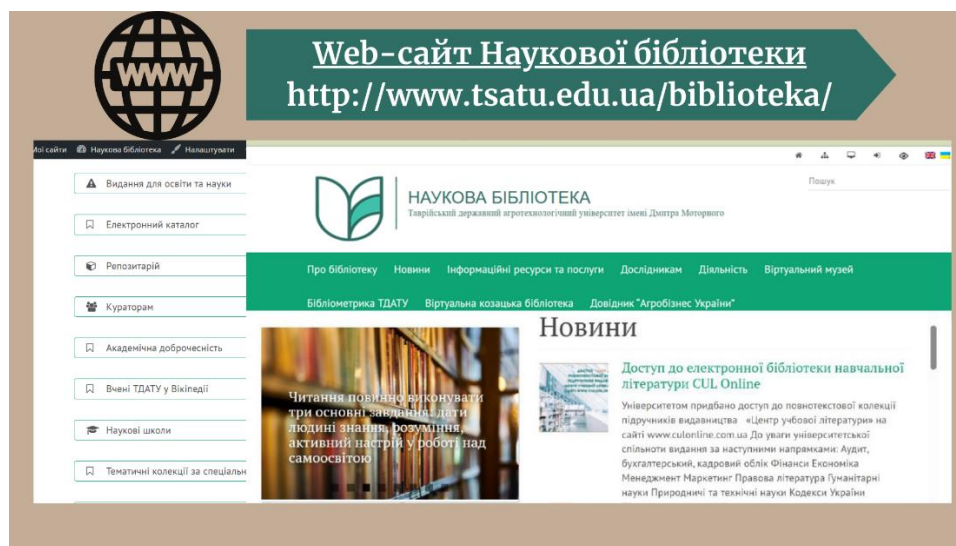 WWW
Web-сайт Наукової бібліотеки
http://www.tsatu.edu.ua/biblioteka/
Мої сайти Наукова бібліотека Налаштувати
Видання для освіти та науки
Електронний каталог
Репозитарій
Кураторам
Академічна доброчесність
Вчені ТДАТУ у Вікіпедії
Наукові школи
Тематичні колекції за спеціальн
Пошук
НАУКОВА БІБЛІОТЕКА
Таврійський державний агротехнологічний університет імені Дмитра Моторного
Про бібліотеку Новини Інформаційні ресурси та послуги Дослідникам Діяльність Віртуальний музей
Бібліометрика ТДАТУ Віртуальна козацька бібліотека Довідник "Агробізнес України"
Читання повинно виконувати
три основні завдання: дати
людині знання, розуміння,
активний настрій у роботі над
самоосвітою
Новини
Доступ до електронної бібліотеки навчальної
літератури CUL Online
Університетом придбано доступ до повнотекстової колекції
підручників видавництва «Центр учбової літератури» на
сайті www.culonline.com.ua До уваги університетської
спільноти видання за наступними напрямками: Аудит,
бухгалтерський, кадровий облік Фінанси Економіка
Менеджмент Маркетинг Правова література Гуманітарні
науки Природничі та технічні науки Кодекси України